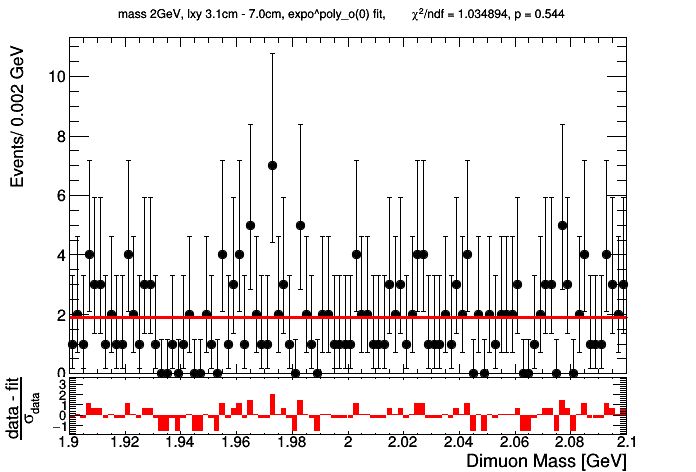 mass 2GeV, lxy 3.1cm - 7.0cm, expo^poly_o(0) fit, χ²/ndf = 1.034894, p = 0.544
Events/ 0.002 GeV
10
8
6
4
2
0
data - fit
σdata
3
2
1
0
−1
1.9 1.92 1.94 1.96 1.98 2 2.02 2.04 2.06 2.08 2.1
Dimuon Mass [GeV]